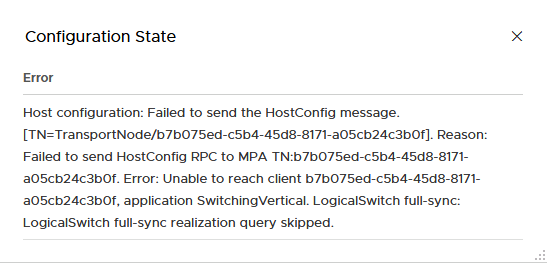 Configuration State
Error
Host configuration: Failed to send the HostConfig message.
[TN=TransportNode/b7b075ed-c5b4-45d8-8171-a05cb24c3b0f]. Reason:
Failed to send HostConfig RPC to MPA TN:b7b075ed-c5b4-45d8-8171-
a05cb24c3b0f. Error: Unable to reach client b7b075ed-c5b4-45d8-8171-
a05cb24c3b0f, application SwitchingVertical. LogicalSwitch full-sync:
LogicalSwitch full-sync realization query skipped.